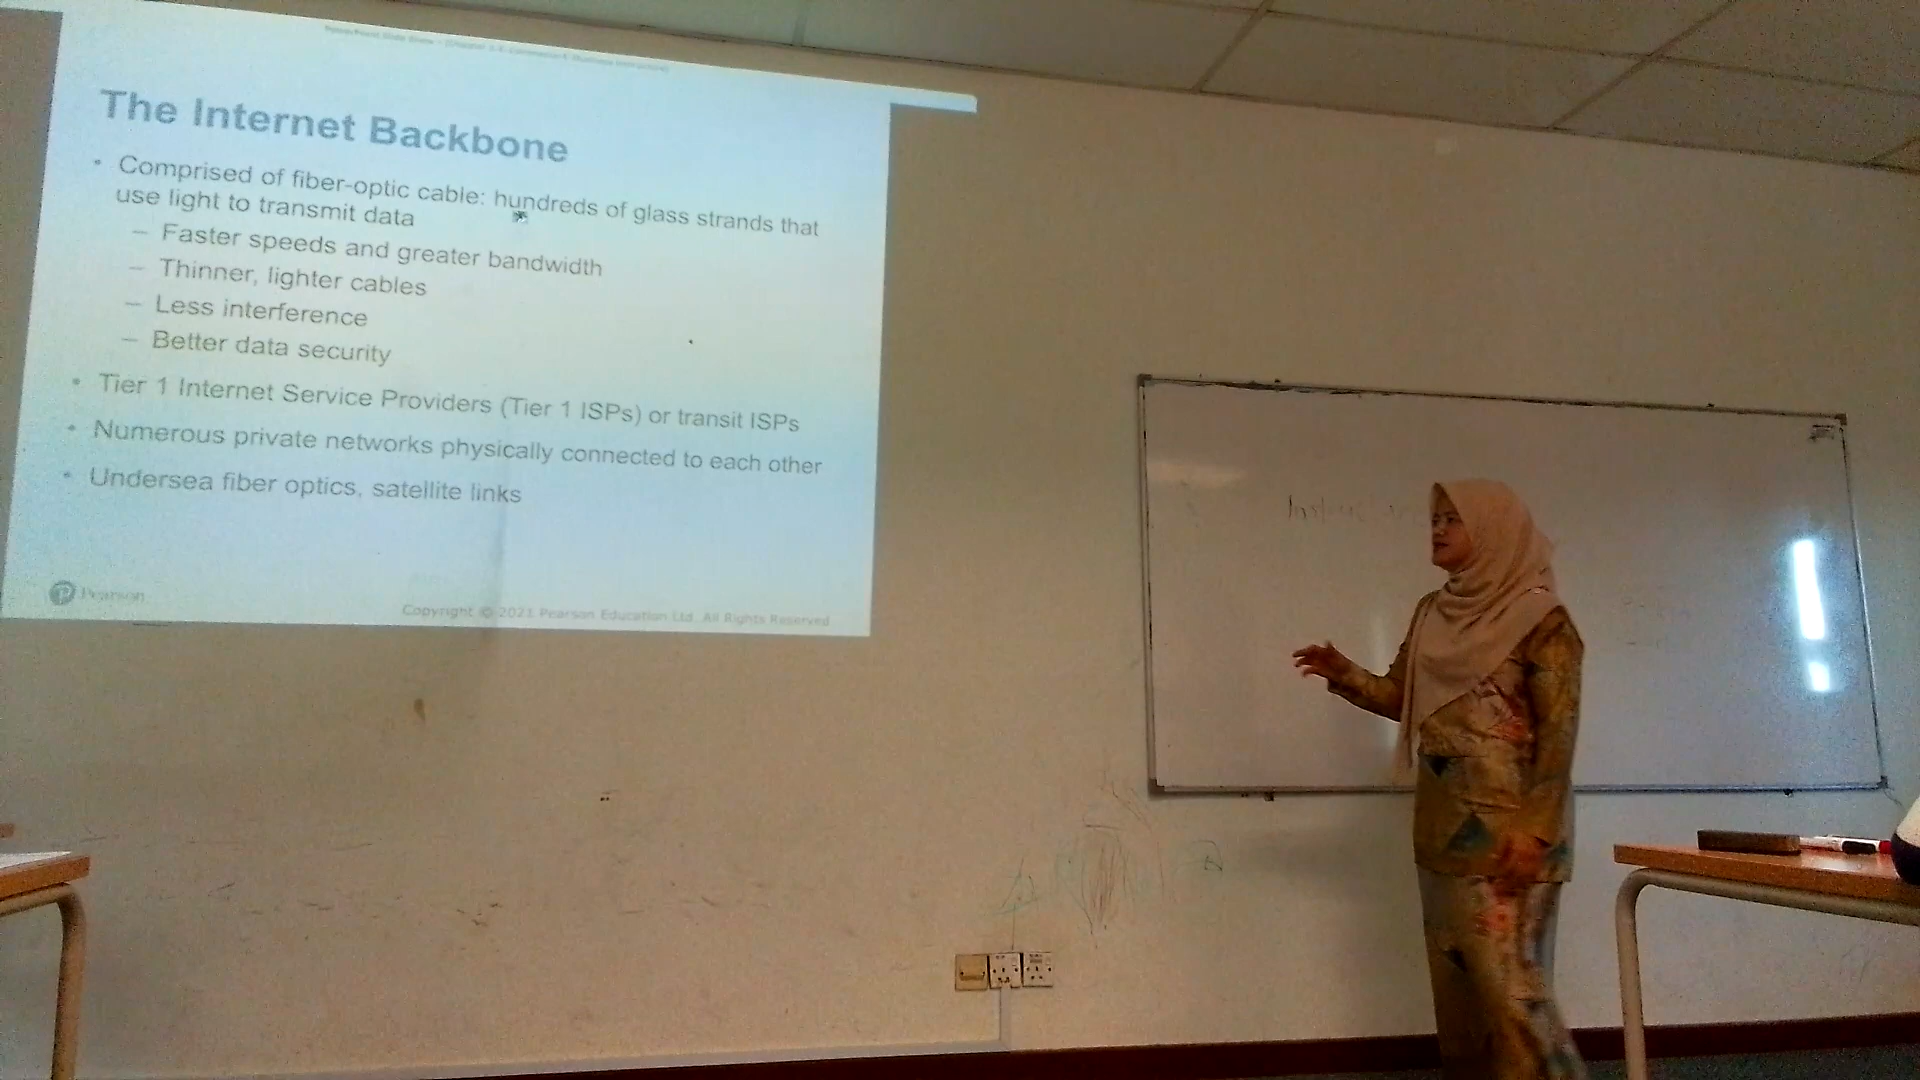 The Internet Backbone
• Comprised of fiber-optic cable: hundreds of glass strands that
use light to transmit data
– Faster speeds and greater bandwidth
– Thinner, lighter cables
– Less interference
– Better data security
• Tier 1 Internet Service Providers (Tier 1 ISPs) or transit ISPs
• Numerous private networks physically connected to each other
• Undersea fiber optics, satellite links
Pearson
Copyright © 2021 Pearson Education Ltd. All Rights Reserved